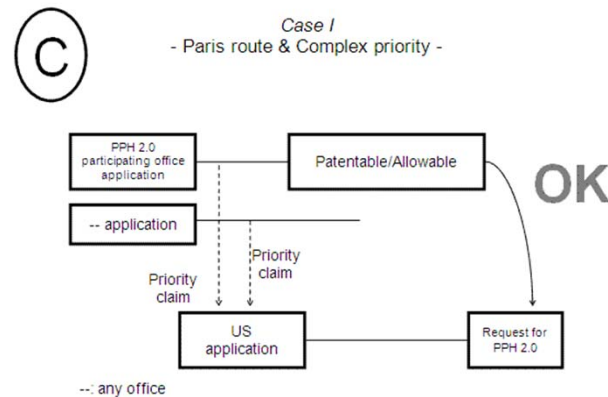 C
Case I
- Paris route & Complex priority -
PPH 2.0
participating office
application
Patentable/Allowable
OK
-- application
Priority
claim
Priority
claim
US
application
Request for
PPH 2.0
--: any office